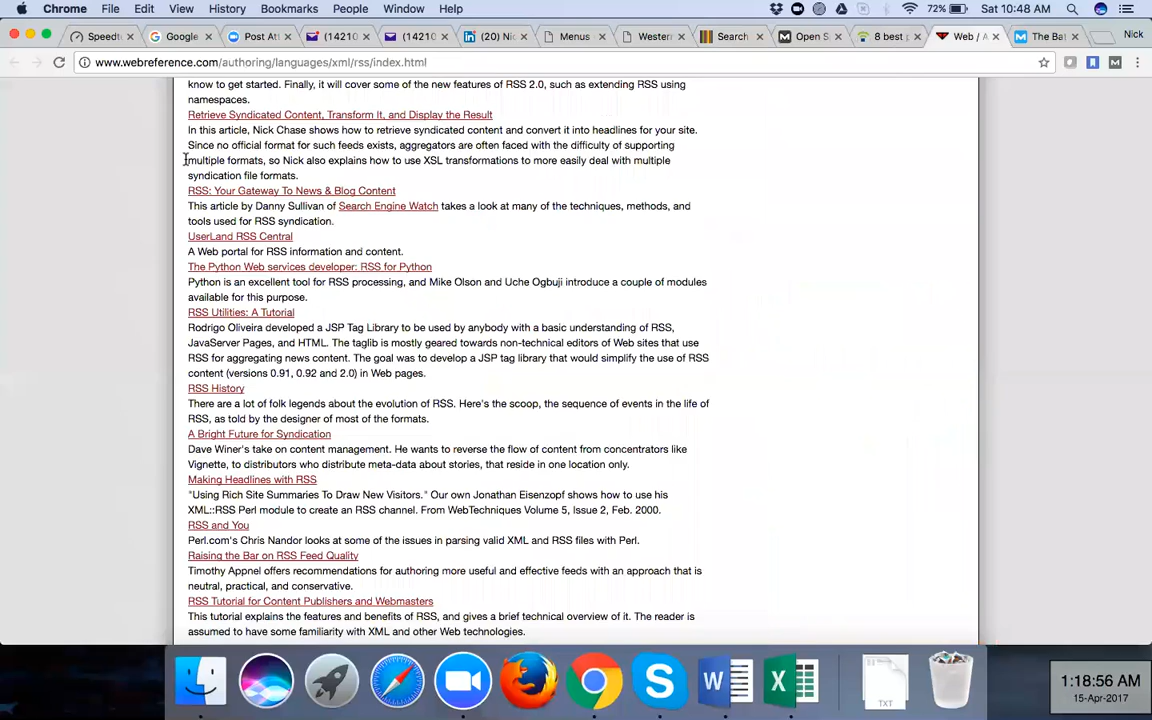 Chrome File Edit View History Bookmarks People Window Help
72% Sat 10:48 AM
Speedt
Google
Post Att
(14210
(14210
(20) Nic
Menus
Western
Search
Open S
8 best p
Web / A
The Bat
Nick
www.webreference.com/authoring/languages/xml/rss/index.html
know to get started. Finally, it will cover some of the new features of RSS 2.0, such as extending RSS using
namespaces.
Retrieve Syndicated Content, Transform It, and Display the Result
In this article, Nick Chase shows how to retrieve syndicated content and convert it into headlines for your site.
Since no official format for such feeds exists, aggregators are often faced with the difficulty of supporting
multiple formats, so Nick also explains how to use XSL transformations to more easily deal with multiple
syndication file formats.
RSS: Your Gateway To News & Blog Content
This article by Danny Sullivan of Search Engine Watch takes a look at many of the techniques, methods, and
tools used for RSS syndication.
UserLand RSS Central
A Web portal for RSS information and content.
The Python Web services developer: RSS for Python
Python is an excellent tool for RSS processing, and Mike Olson and Uche Ogbuji introduce a couple of modules
available for this purpose.
RSS Utilities: A Tutorial
Rodrigo Oliveira developed a JSP Tag Library to be used by anybody with a basic understanding of RSS,
JavaServer Pages, and HTML. The taglib is mostly geared towards non-technical editors of Web sites that use
RSS for aggregating news content. The goal was to develop a JSP tag library that would simplify the use of RSS
content (versions 0.91, 0.92 and 2.0) in Web pages.
RSS History
There are a lot of folk legends about the evolution of RSS. Here's the scoop, the sequence of events in the life of
RSS, as told by the designer of most of the formats.
A Bright Future for Syndication
Dave Winer's take on content management. He wants to reverse the flow of content from concentrators like
Vignette, to distributors who distribute meta-data about stories, that reside in one location only.
Making Headlines with RSS
"Using Rich Site Summaries To Draw New Visitors." Our own Jonathan Eisenzopf shows how to use his
XML::RSS Perl module to create an RSS channel. From WebTechniques Volume 5, Issue 2, Feb. 2000.
RSS and You
Perl.com's Chris Nandor looks at some of the issues in parsing valid XML and RSS files with Perl.
Raising the Bar on RSS Feed Quality
Timothy Appnel offers recommendations for authoring more useful and effective feeds with an approach that is
neutral, practical, and conservative.
RSS Tutorial for Content Publishers and Webmasters
This tutorial explains the features and benefits of RSS, and gives a brief technical overview of it. The reader is
assumed to have some familiarity with XML and other Web technologies.
TXT
1:18:56 AM
15-Apr-2017